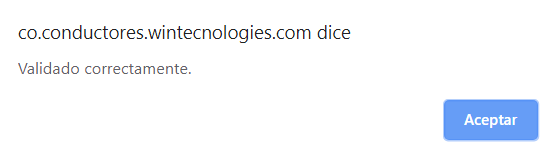 co.conductores.wintecnologies.com dice
Validado correctamente.
Aceptar